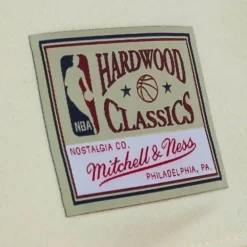 HARDWOOD
NBA
CLASSICS
NOSTALGIA CO.
Mitchell & Ness
PHILADELPHIA, PA.